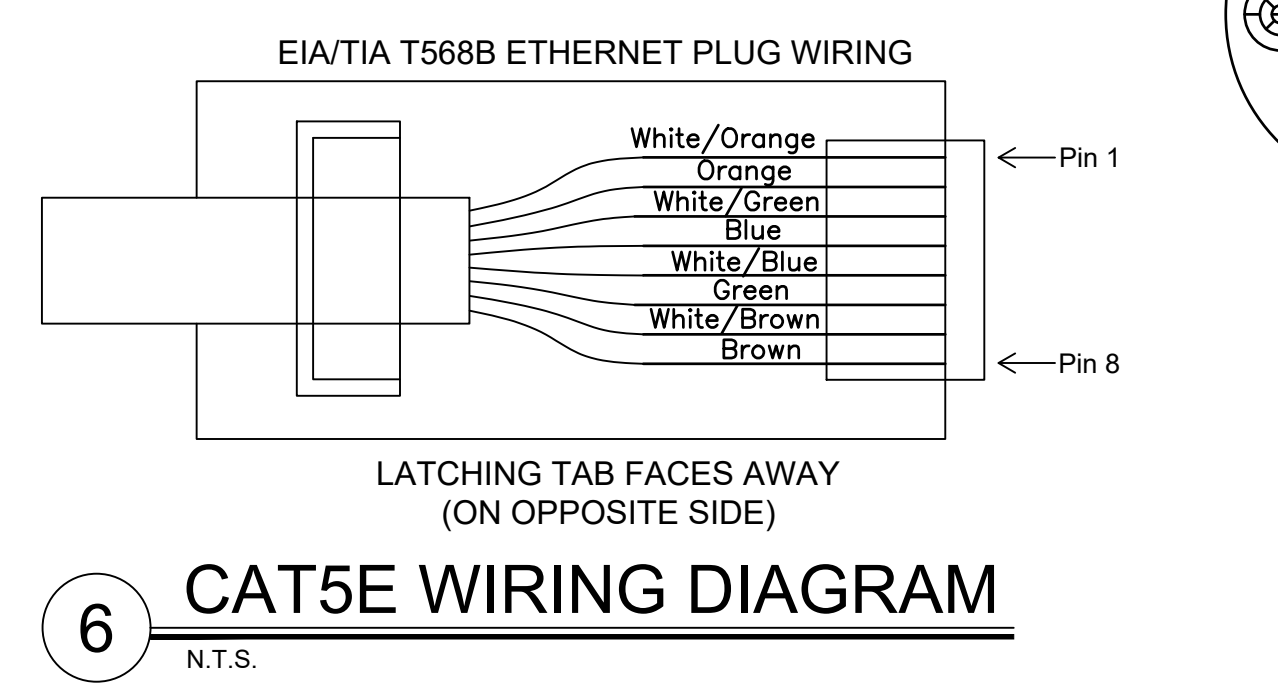 EIA/TIA T568B ETHERNET PLUG WIRING
White/Orange
Pin 1
Orange
White/Green
Blue
White/Blue
Green
White/Brown
Brown
Pin 8
LATCHING TAB FACES AWAY
(ON OPPOSITE SIDE)
6
CAT5E WIRING DIAGRAM
N.T.S.